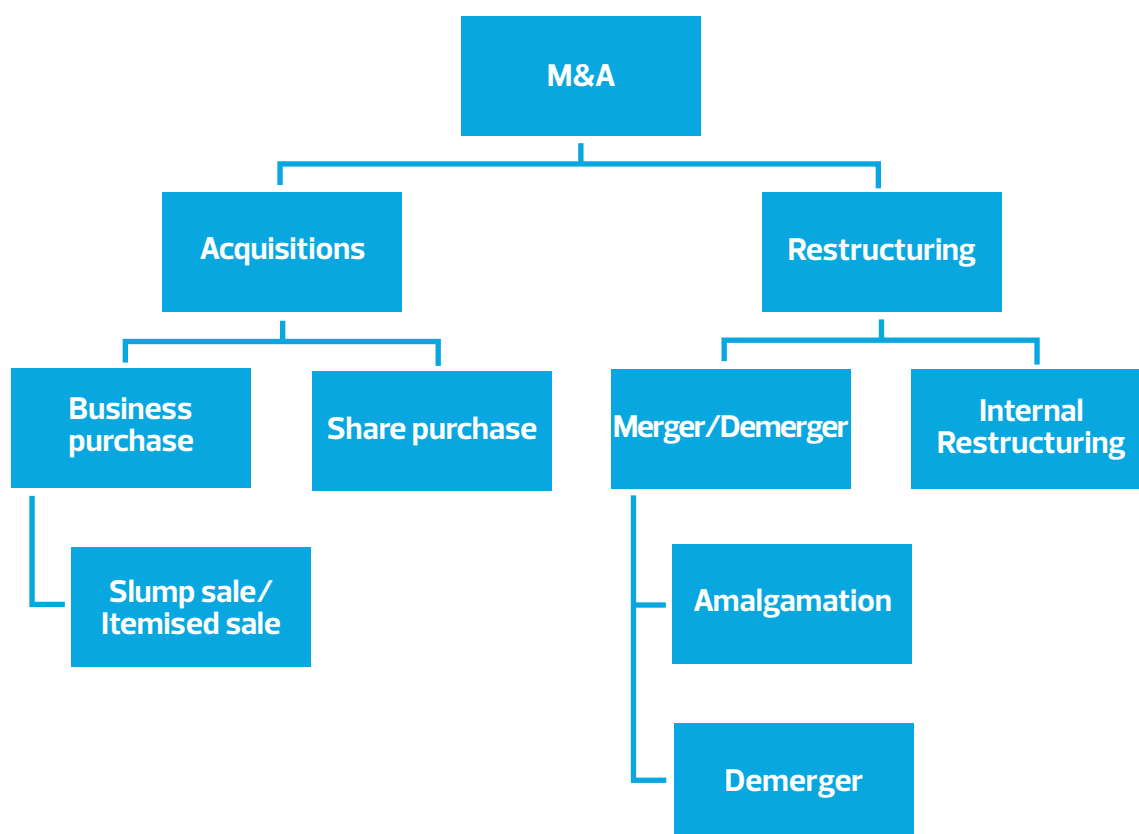 M&A
Acquisitions
Restructuring
Business
purchase
Share purchase
Merger/Demerger
Internal
Restructuring
Slump sale/
Itemised sale
Amalgamation
Demerger